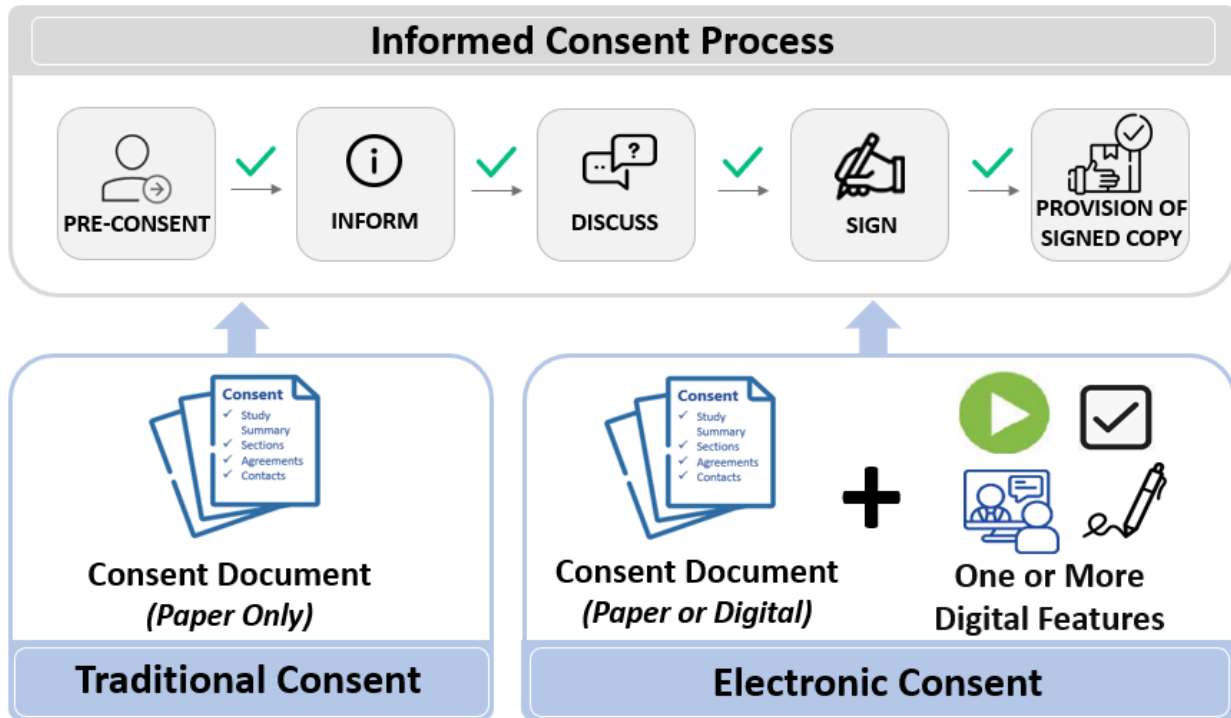 Informed Consent Process
PRE-CONSENT
INFORM
?
DISCUSS
SIGN
PROVISION OF
SIGNED COPY
Consent
✓ Study
Summary
✓ Sections
✓ Agreements
✓ Contacts
Consent Document
(Paper Only)
Traditional Consent
Consent
✓ Study
Summary
✓ Sections
✓ Agreements
✓ Contacts
+
Consent Document
(Paper or Digital)
One or More
Digital Features
Electronic Consent